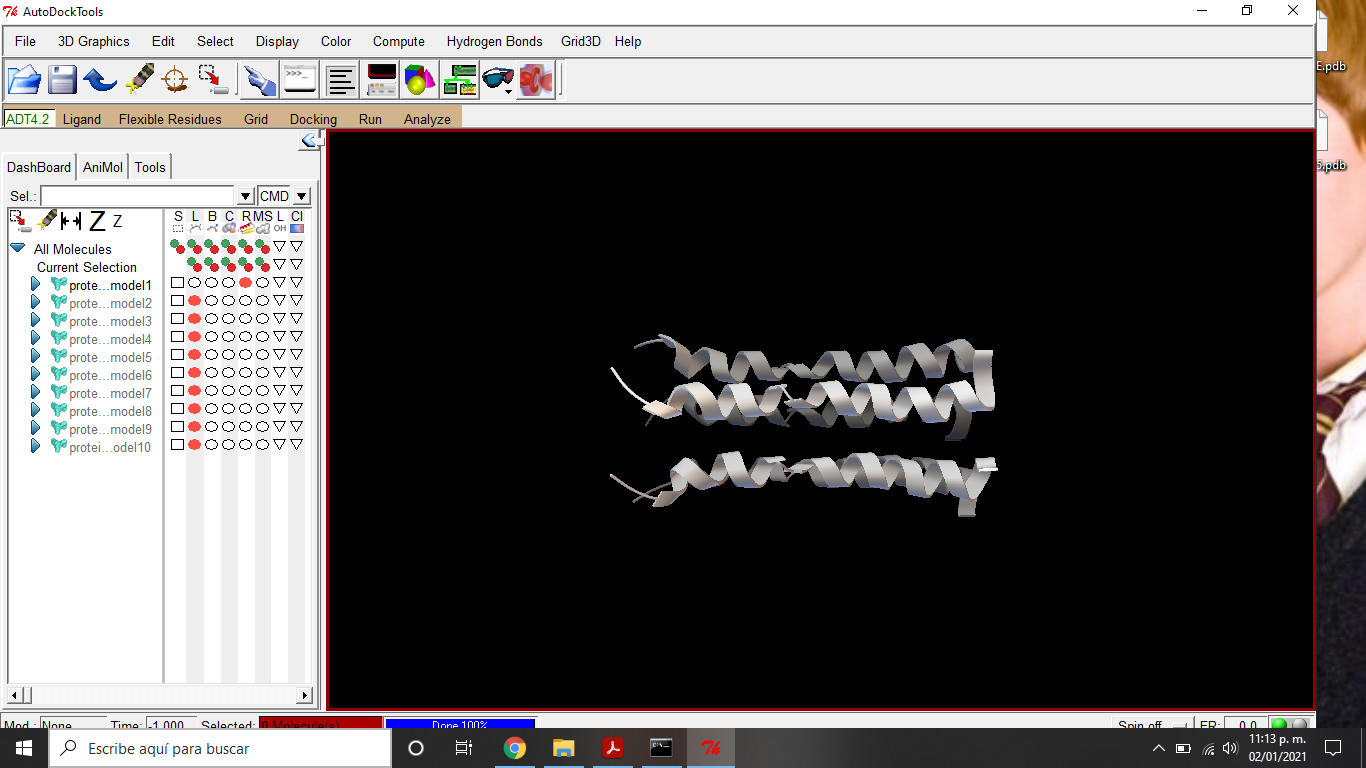 AutoDockTools
File 3D Graphics Edit Select Display Color Compute Hydrogen Bonds Grid3D Help
E.pdb
ADT4.2 Ligand Flexible Residues Grid Docking Run Analyze
DashBoard AniMol Tools
5.pdb
Sel.: CMD
Z Z S L B C R MS L Cl
OH
All Molecules
Current Selection
prote...model1
prote...model2
prote...model3
prote...model4
prote...model5
prote...model6
prote...model7
prote...model8
prote...model9
protei...odel10
Mod.: None Time: -1.000 Selected: 0 Molecule(s) Done 100% Spin off FR: 0.0
Escribe aquí para buscar
11:13 p. m.
02/01/2021